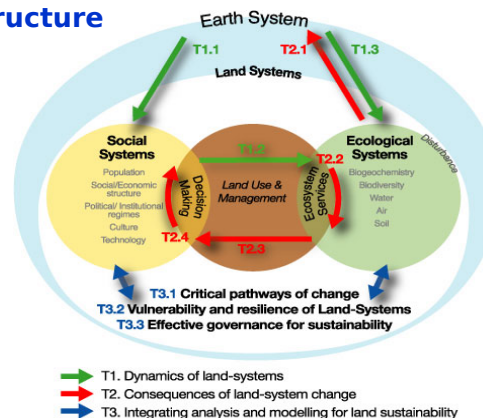 ructure
Earth System
T1.1
T2.1
T1.3
Land Systems
Social
Systems
Population
Social/Economic
structure
Political/ Institutional
regimes
Culture
Technology
Decision
Making
T2.4
T1.2
Land Use &
Management
T2.3
T2.2
Ecosystem
Services
Ecological
Systems
Biogeochemistry
Biodiversity
Water
Air
Soil
Disturbance
T3.1 Critical pathways of change
T3.2 Vulnerability and resilience of Land-Systems
T3.3 Effective governance for sustainability
T1. Dynamics of land-systems
T2. Consequences of land-system change
T3. Integrating analysis and modelling for land sustainability